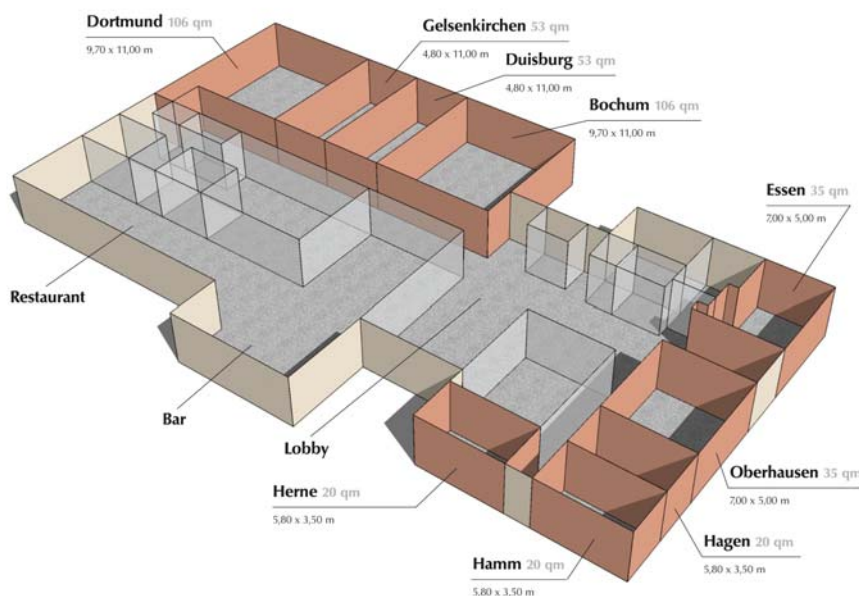 Dortmund 106 qm
9,70 x 11,00 m
Gelsenkirchen 53 qm
4,80 x 11,00 m
Duisburg 53 qm
4,80 x 11,00 m
Bochum 106 qm
9,70 x 11,00 m
Essen 35 qm
7,00 x 5,00 m
Restaurant
Bar
Lobby
Herne 20 qm
5,80 x 3,50 m
Hamm 20 qm
5,80 x 3,50 m
Hagen 20 qm
5,80 x 3,50 m
Oberhausen 35 qm
7,00 x 5,00 m